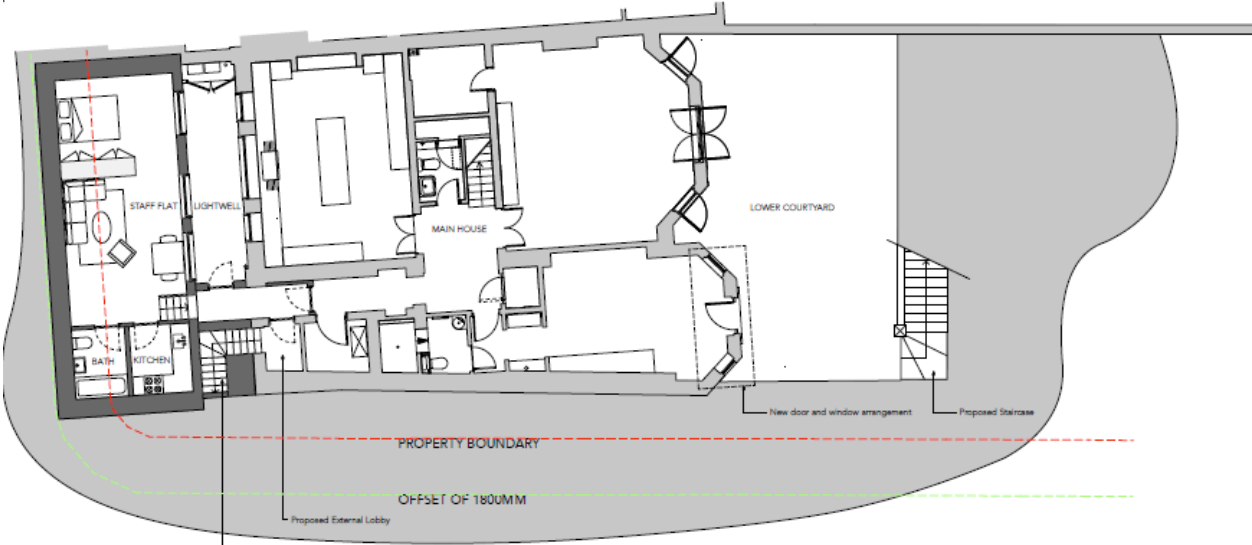 STAFF FLAT
LIGHTWELL
MAIN HOUSE
LOWER COURTYARD
BATH
KITCHEN
New door and window arrangement
Proposed Staircase
PROPERTY BOUNDARY
OFFSET OF 1800MM
Proposed External Lobby